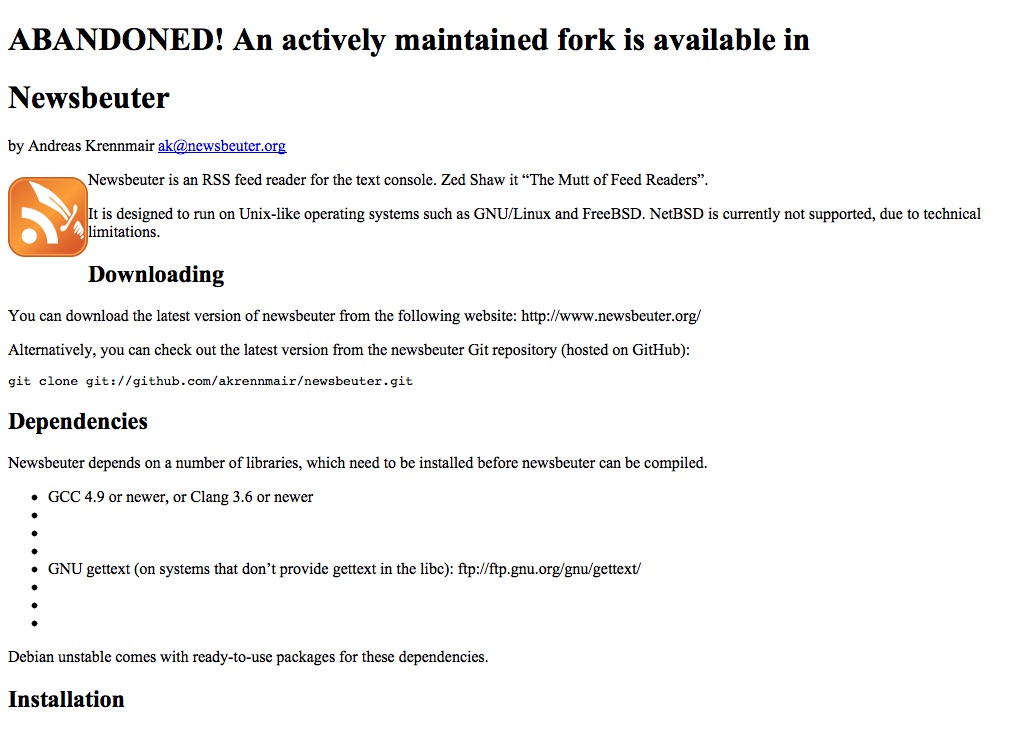 ABANDONED! An actively maintained fork is available in
Newsbeuter
by Andreas Krennmair ak@newsbeuter.org
Newsbeuter is an RSS feed reader for the text console. Zed Shaw it “The Mutt of Feed Readers”.
It is designed to run on Unix-like operating systems such as GNU/Linux and FreeBSD. NetBSD is currently not supported, due to technical
limitations.
Downloading
You can download the latest version of newsbeuter from the following website: http://www.newsbeuter.org/
Alternatively, you can check out the latest version from the newsbeuter Git repository (hosted on GitHub):
git clone git://github.com/akrennmair/newsbeuter.git
Dependencies
Newsbeuter depends on a number of libraries, which need to be installed before newsbeuter can be compiled.
• GCC 4.9 or newer, or Clang 3.6 or newer
•
•
•
• GNU gettext (on systems that don’t provide gettext in the libc): ftp://ftp.gnu.org/gnu/gettext/
•
•
•
Debian unstable comes with ready-to-use packages for these dependencies.
Installation